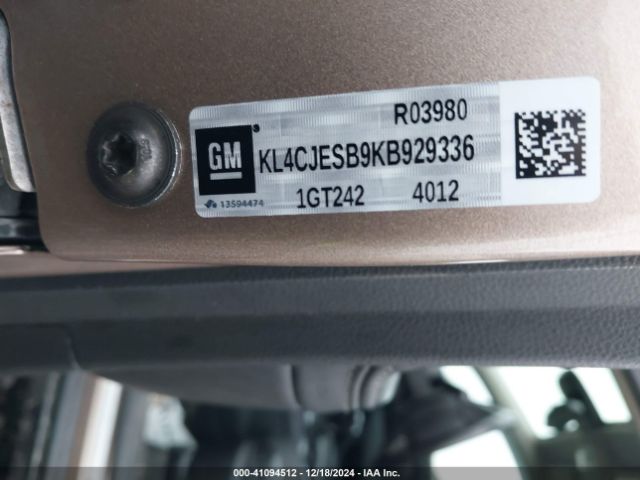 R03980
GM
KL4CJESB9KB929336
1GT242 4012
13594474
000-41094512 - 12/18/2024 - IAA Inc.